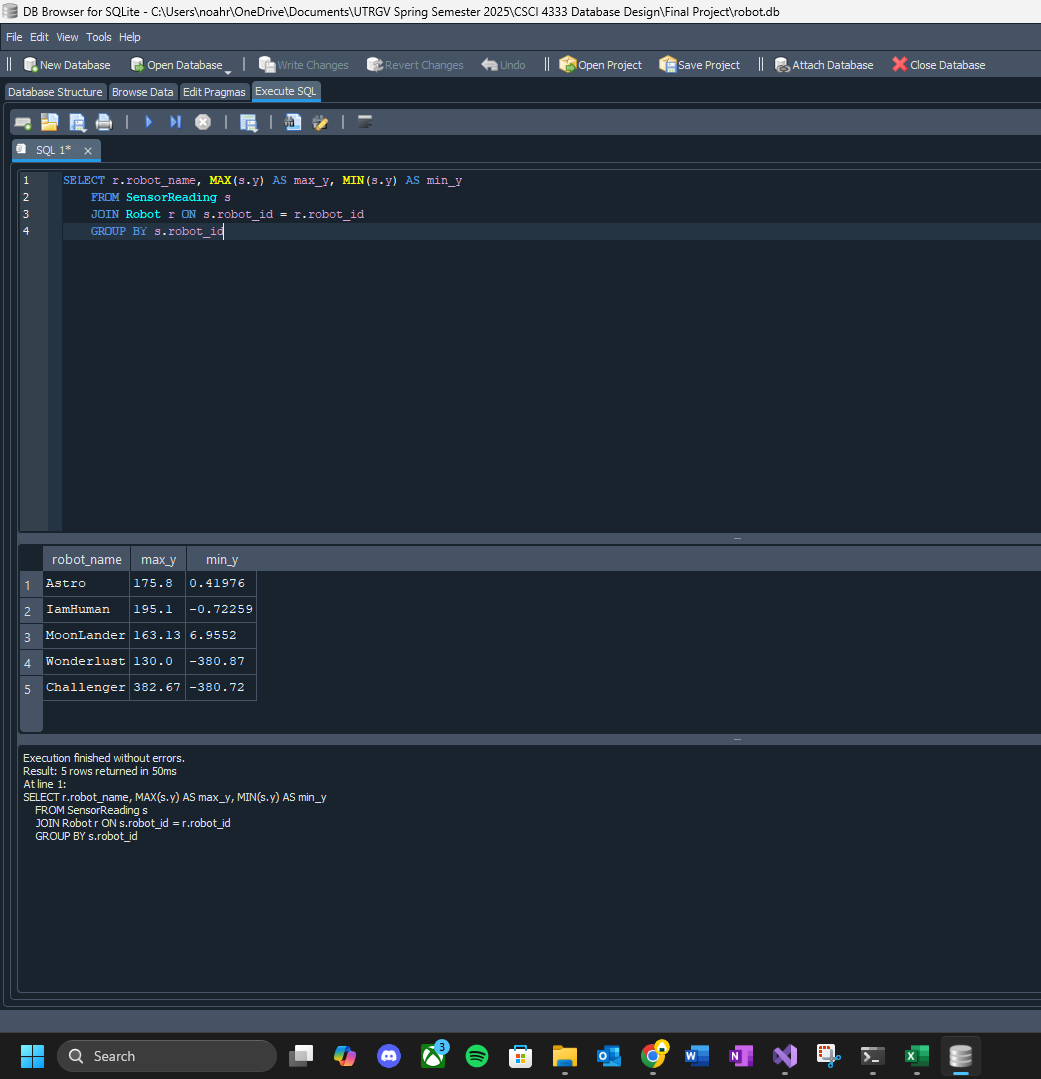 DB Browser for SQLite - C:\Users\noahr\OneDrive\Documents\UTRGV Spring Semester 2025\CSCI 4333 Database Design\Final Project\robot.db
File Edit View Tools Help
New Database Open Database Write Changes Revert Changes Undo Open Project Save Project Attach Database Close Database
Database Structure Browse Data Edit Pragmas Execute SQL
SQL 1*
1 SELECT r.robot_name, MAX(s.y) AS max_y, MIN(s.y) AS min_y
2 FROM SensorReading s
3 JOIN Robot r ON s.robot_id = r.robot_id
4 GROUP BY s.robot_id
robot_name max_y min_y
1 Astro 175.8 0.41976
2 IamHuman 195.1 -0.72259
3 MoonLander 163.13 6.9552
4 Wonderlust 130.0 -380.87
5 Challenger 382.67 -380.72
Execution finished without errors.
Result: 5 rows returned in 50ms
At line 1:
SELECT r.robot_name, MAX(s.y) AS max_y, MIN(s.y) AS min_y
FROM SensorReading s
JOIN Robot r ON s.robot_id = r.robot_id
GROUP BY s.robot_id
Search 3